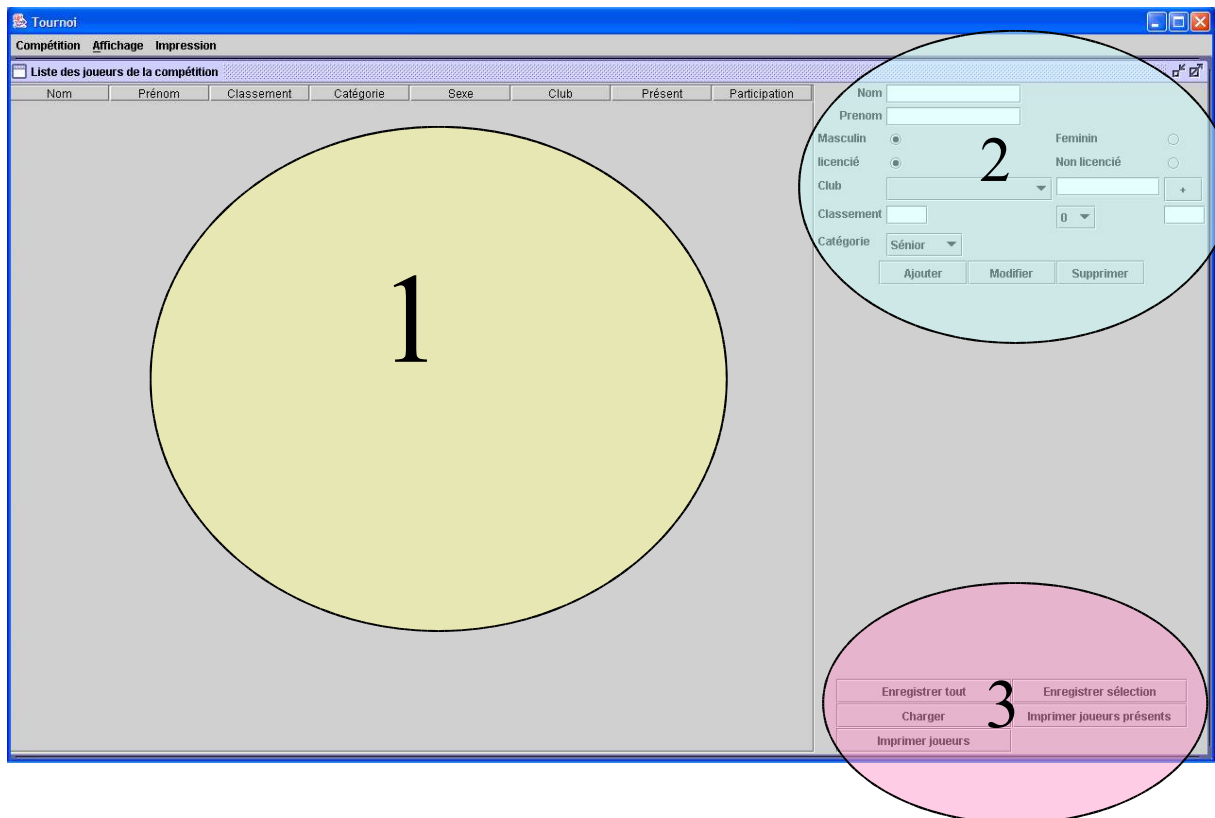 Tournoi
Compétition Affichage Impression
Liste des joueurs de la compétition
Nom Prénom Classement Catégorie Sexe Club Présent Participation
1
Nom
Prenom
Masculin Feminin
licencié Non licencié
2
Club +
Classement 0
Catégorie Sénior
Ajouter Modifier Supprimer
Enregistrer tout Enregistrer sélection
3
Charger Imprimer joueurs présents
Imprimer joueurs